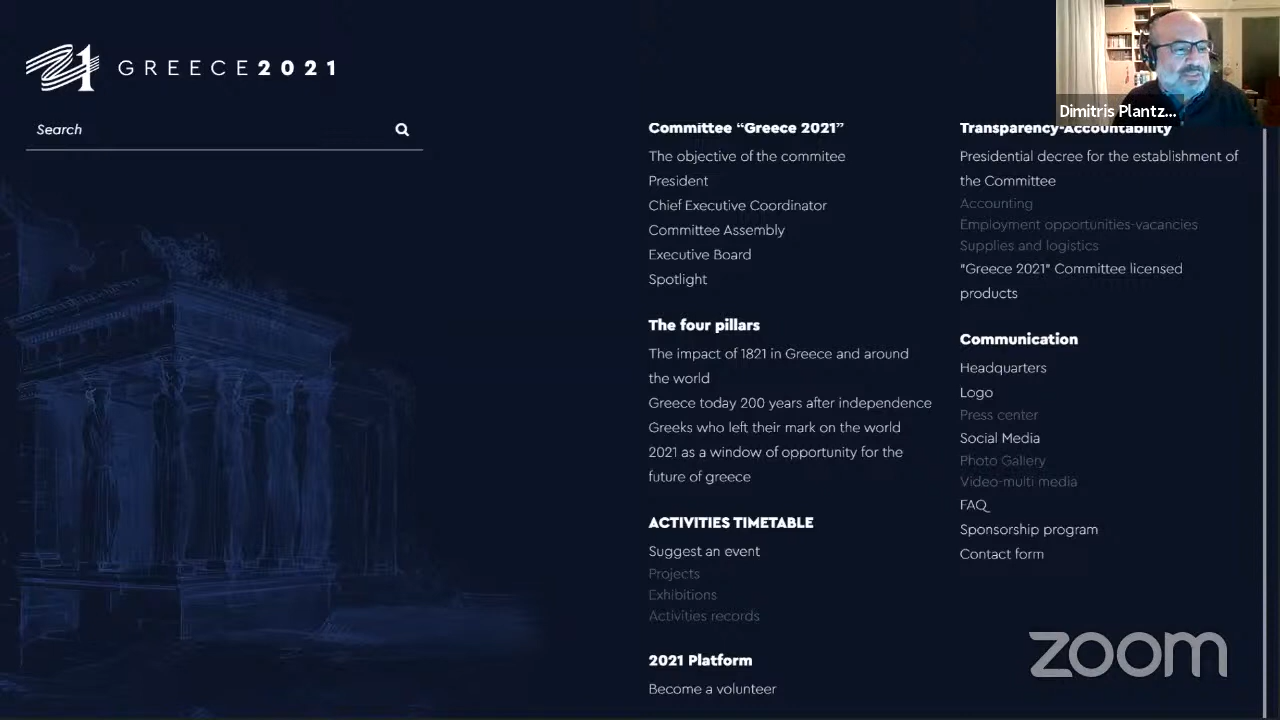 GREECE2021
Search
Committee “Greece 2021”
The objective of the commitee
President
Chief Executive Coordinator
Committee Assembly
Executive Board
Spotlight
The four pillars
The impact of 1821 in Greece and around
the world
Greece today 200 years after independence
Greeks who left their mark on the world
2021 as a window of opportunity for the
future of greece
ACTIVITIES TIMETABLE
Suggest an event
Projects
Exhibitions
Activities records
2021 Platform
Become a volunteer
Dimitris Plantz...
Transparency-Accountability
Presidential decree for the establishment of
the Committee
Accounting
Employment opportunities-vacancies
Supplies and logistics
"Greece 2021" Committee licensed
products
Communication
Headquarters
Logo
Press center
Social Media
Photo Gallery
Video-multi media
FAQ
Sponsorship program
Contact form
zoom